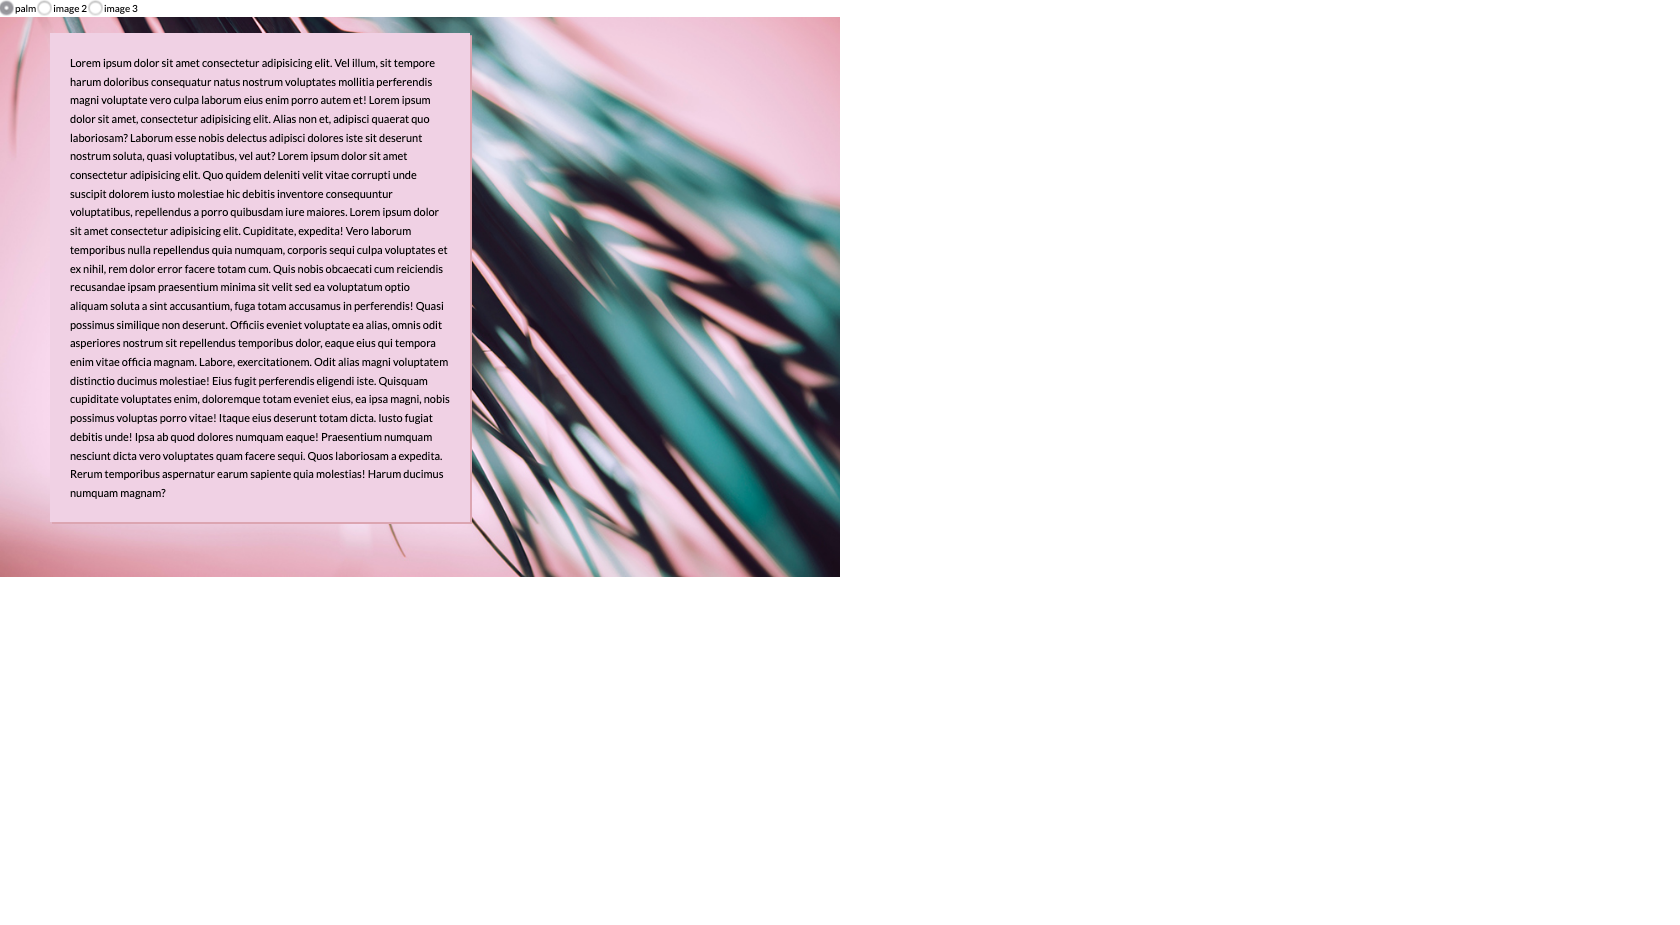 palm image 2 image 3
Lorem ipsum dolor sit amet consectetur adipisicing elit. Vel illum, sit tempore
harum doloribus consequatur natus nostrum voluptates mollitia perferendis
magni voluptate vero culpa laborum eius enim porro autem et! Lorem ipsum
dolor sit amet, consectetur adipisicing elit. Alias non et, adipisci quaerat quo
laboriosam? Laborum esse nobis delectus adipisci dolores iste sit deserunt
nostrum soluta, quasi voluptatibus, vel aut? Lorem ipsum dolor sit amet
consectetur adipisicing elit. Quo quidem deleniti velit vitae corrupti unde
suscipit dolorem iusto molestiae hic debitis inventore consequuntur
voluptatibus, repellendus a porro quibusdam iure maiores. Lorem ipsum dolor
sit amet consectetur adipisicing elit. Cupiditate, expedita! Vero laborum
temporibus nulla repellendus quia numquam, corporis sequi culpa voluptates et
ex nihil, rem dolor error facere totam cum. Quis nobis obcaecati cum reiciendis
recusandae ipsam praesentium minima sit velit sed ea voluptatum optio
aliquam soluta a sint accusantium, fuga totam accusamus in perferendis! Quasi
possimus similique non deserunt. Officiis eveniet voluptate ea alias, omnis odit
asperiores nostrum sit repellendus temporibus dolor, eaque eius qui tempora
enim vitae officia magnam. Labore, exercitationem. Odit alias magni voluptatem
distinctio ducimus molestiae! Eius fugit perferendis eligendi iste. Quisquam
cupiditate voluptates enim, doloremque totam eveniet eius, ea ipsa magni, nobis
possimus voluptas porro vitae! Itaque eius deserunt totam dicta. Iusto fugiat
debitis unde! Ipsa ab quod dolores numquam eaque! Praesentium numquam
nesciunt dicta vero voluptates quam facere sequi. Quos laboriosam a expedita.
Rerum temporibus aspernatur earum sapiente quia molestias! Harum ducimus
numquam magnam?